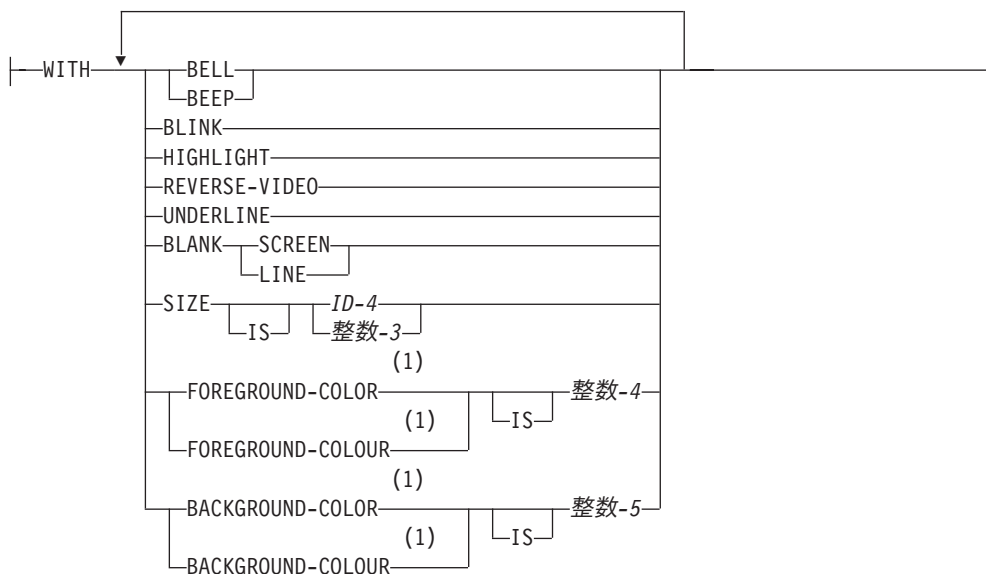 WITH BELL
BEEP
BLINK
HIGHLIGHT
REVERSE-VIDEO
UNDERLINE
BLANK SCREEN
LINE
SIZE ID-4
IS 整数-3
(1)
FOREGROUND-COLOR 整数-4
(1) IS
FOREGROUND-COLOUR
(1)
BACKGROUND-COLOR 整数-5
(1) IS
BACKGROUND-COLOUR